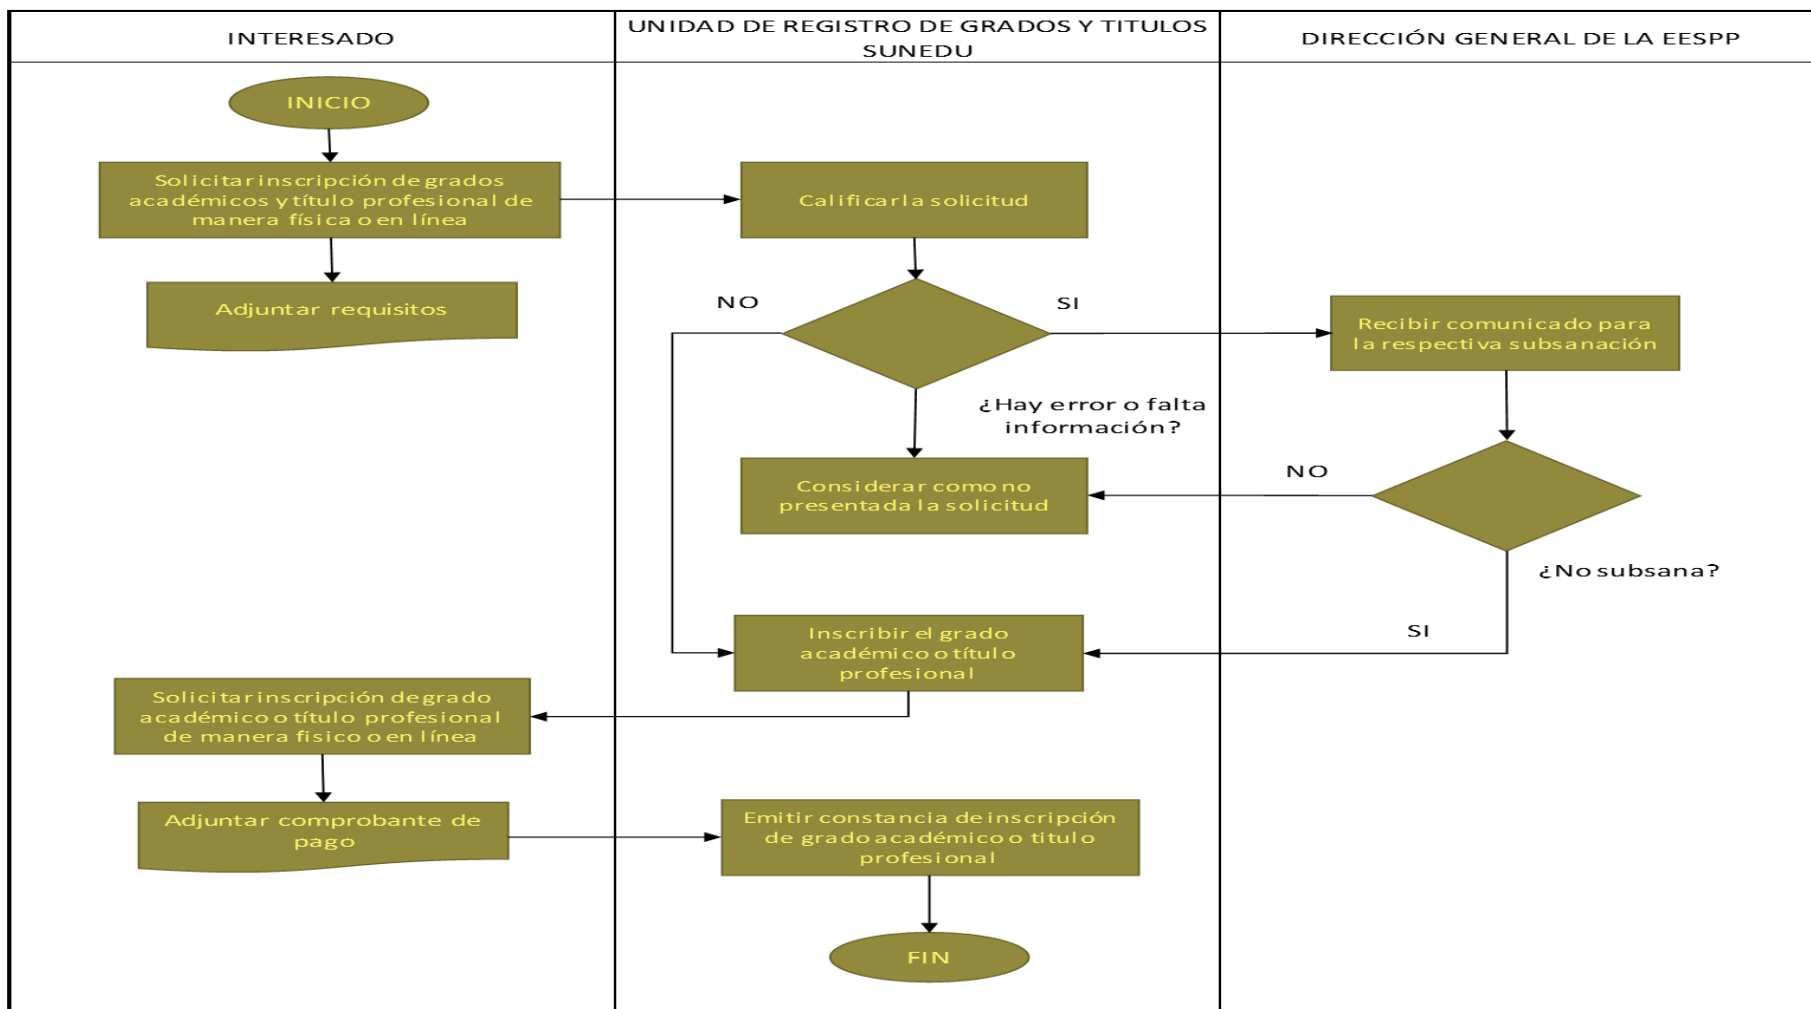 INTERESADO
UNIDAD DE REGISTRO DE GRADOS Y TITULOS
SUNEDU
DIRECCIÓN GENERAL DE LA EESPP
INICIO
Solicitar inscripción de grados
académicos y título profesional de
manera física o en línea
Calificar la solicitud
Adjuntar requisitos
NO
SI
Recibir comunicado para
la respectiva subsanación
¿Hay error o falta
información?
Considerar como no
presentada la solicitud
NO
¿No subsana?
SI
Inscribir el grado
académico o título
profesional
Solicitar inscripción de grado
académico o título profesional
de manera fisico o en línea
Adjuntar comprobante de
pago
Emitir constancia de inscripción
de grado académico o titulo
profesional
FIN